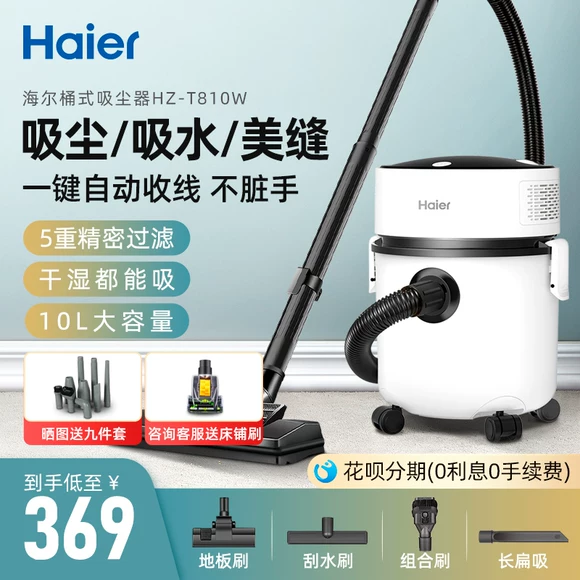 Haier
海尔桶式吸尘器HZ-T810W
吸尘/吸水/美缝
一键自动收线 不脏手
5重精密过滤
干湿都能吸
10L大容量
Haier
晒图送九件套
咨询客服送床铺刷
到手低至¥
369
花呗分期(0利息0手续费)
地板刷
刮水刷
组合刷
长扁吸